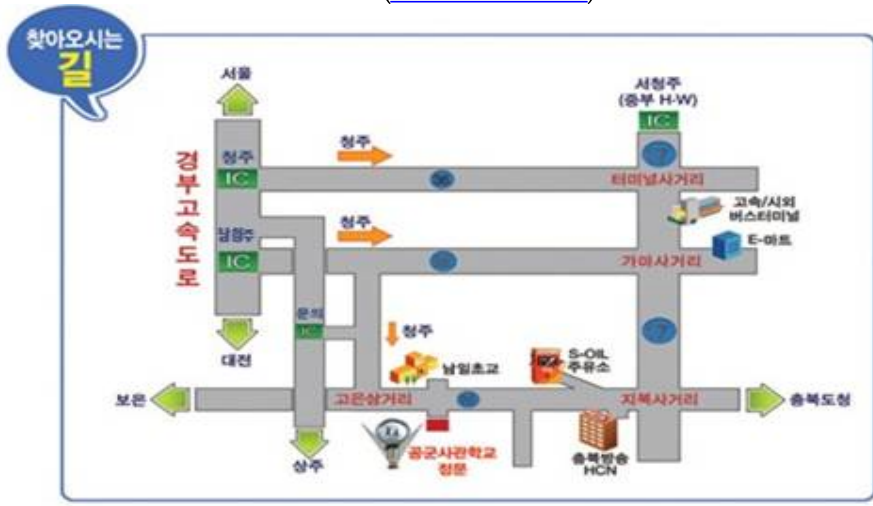 찾아오시는
길
서울
서청주
(중부 H-W)
IC
경부고속도로
청주
IC
청주
터미널사거리
고속/시외
버스터미널
남청주
IC
청주
가마사거리
E-마트
문의
IC
대전
청주
남일초교
S-OIL
주유소
보은
고은삼거리
지북사거리
충북도청
상주
공군사관학교
정문
충북방송
HCN